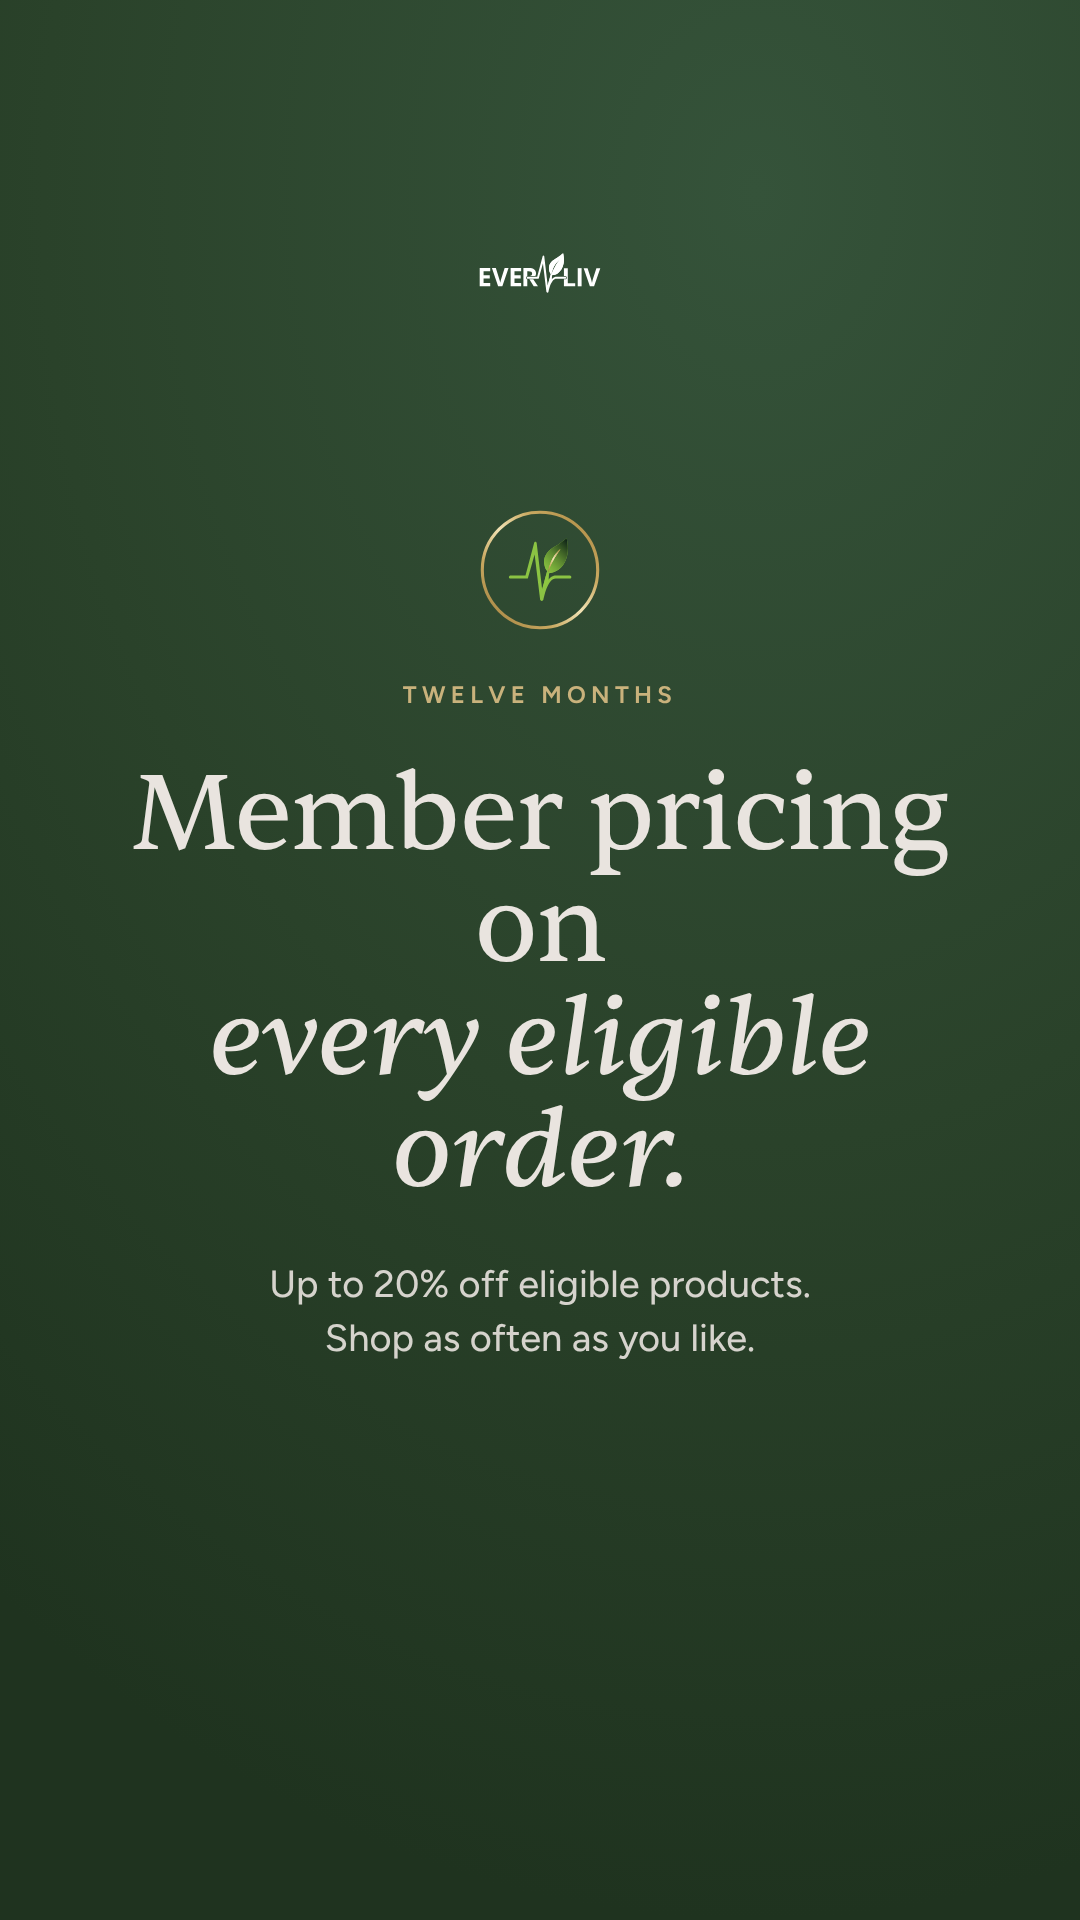 EVERLIV
TWELVE MONTHS
Member pricing
on
every eligible
order.
Up to 20% off eligible products.
Shop as often as you like.